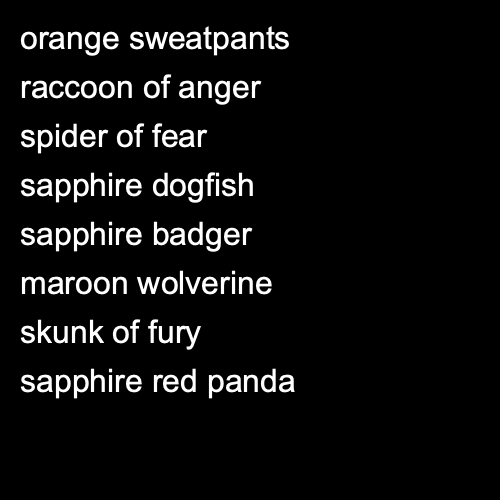 orange sweatpants
raccoon of anger
spider of fear
sapphire dogfish
sapphire badger
maroon wolverine
skunk of fury
sapphire red panda